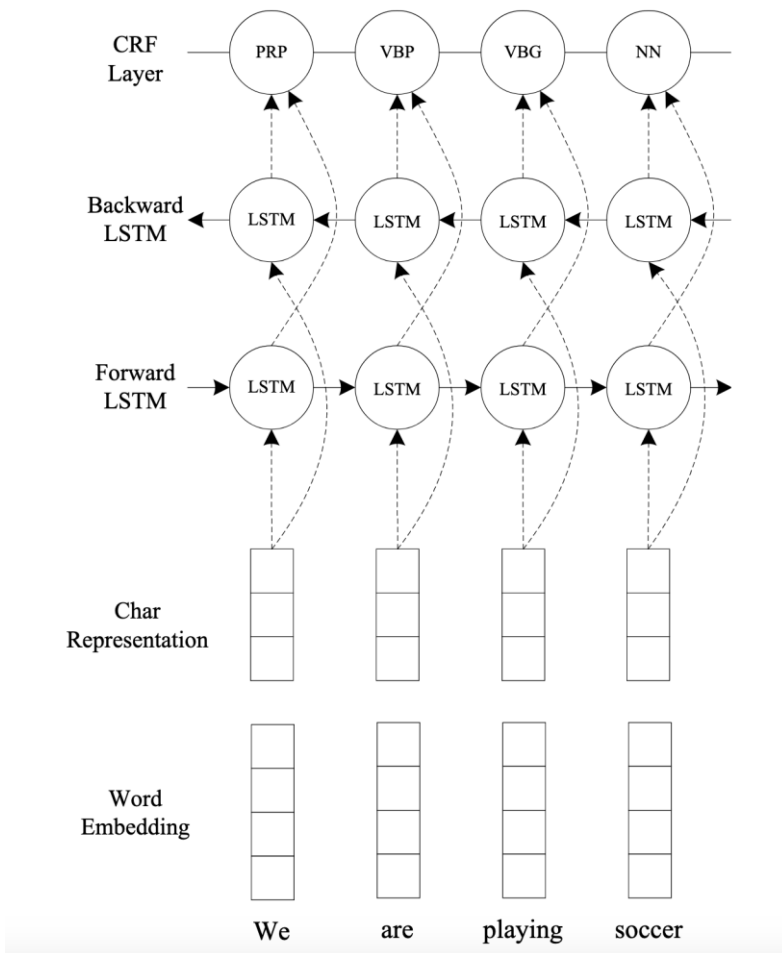 CRF
Layer
PRP VBP VBG NN
Backward
LSTM
LSTM LSTM LSTM LSTM
Forward
LSTM
LSTM LSTM LSTM LSTM
Char
Representation
Word
Embedding
We are playing soccer